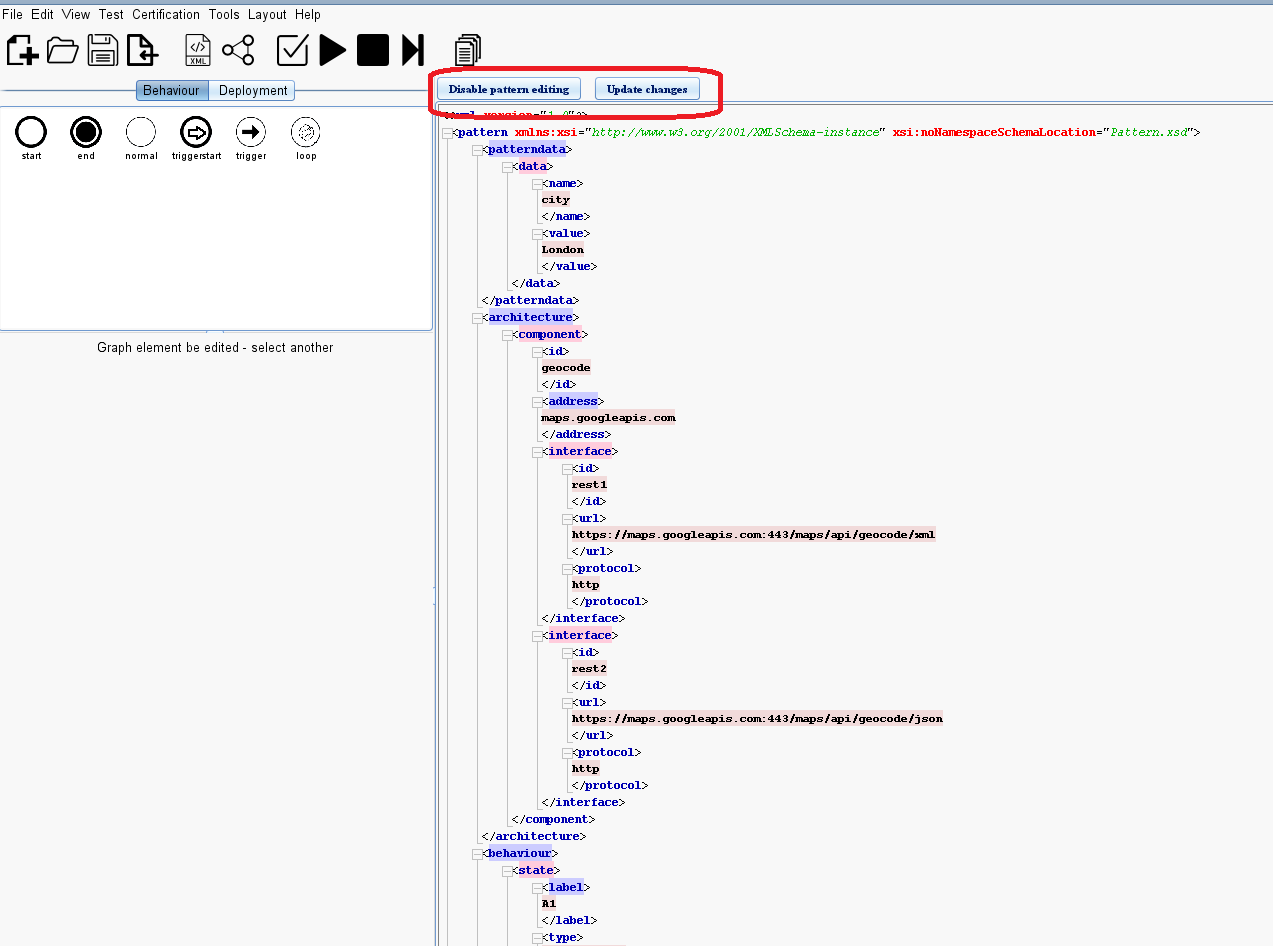 File Edit View Test Certification Tools Layout Help
XML
Behaviour Deployment
Disable pattern editing Update changes
start end normal triggerstart trigger loop
Graph element be edited - select another
<?xml version="1.0"?>
<pattern xmlns:xsi="http://www.w3.org/2001/XMLSchema-instance" xsi:noNamespaceSchemaLocation="Pattern.xsd">
<patterndata>
<data>
<name>
city
</name>
<value>
London
</value>
</data>
</patterndata>
<architecture>
<component>
<id>
geocode
</id>
<address>
maps.googleapis.com
</address>
<interface>
<id>
rest1
</id>
<url>
https://maps.googleapis.com:443/maps/api/geocode/xml
</url>
<protocol>
http
</protocol>
</interface>
<interface>
<id>
rest2
</id>
<url>
https://maps.googleapis.com:443/maps/api/geocode/json
</url>
<protocol>
http
</protocol>
</interface>
</component>
</architecture>
<behaviour>
<state>
<label>
A1
</label>
<type>